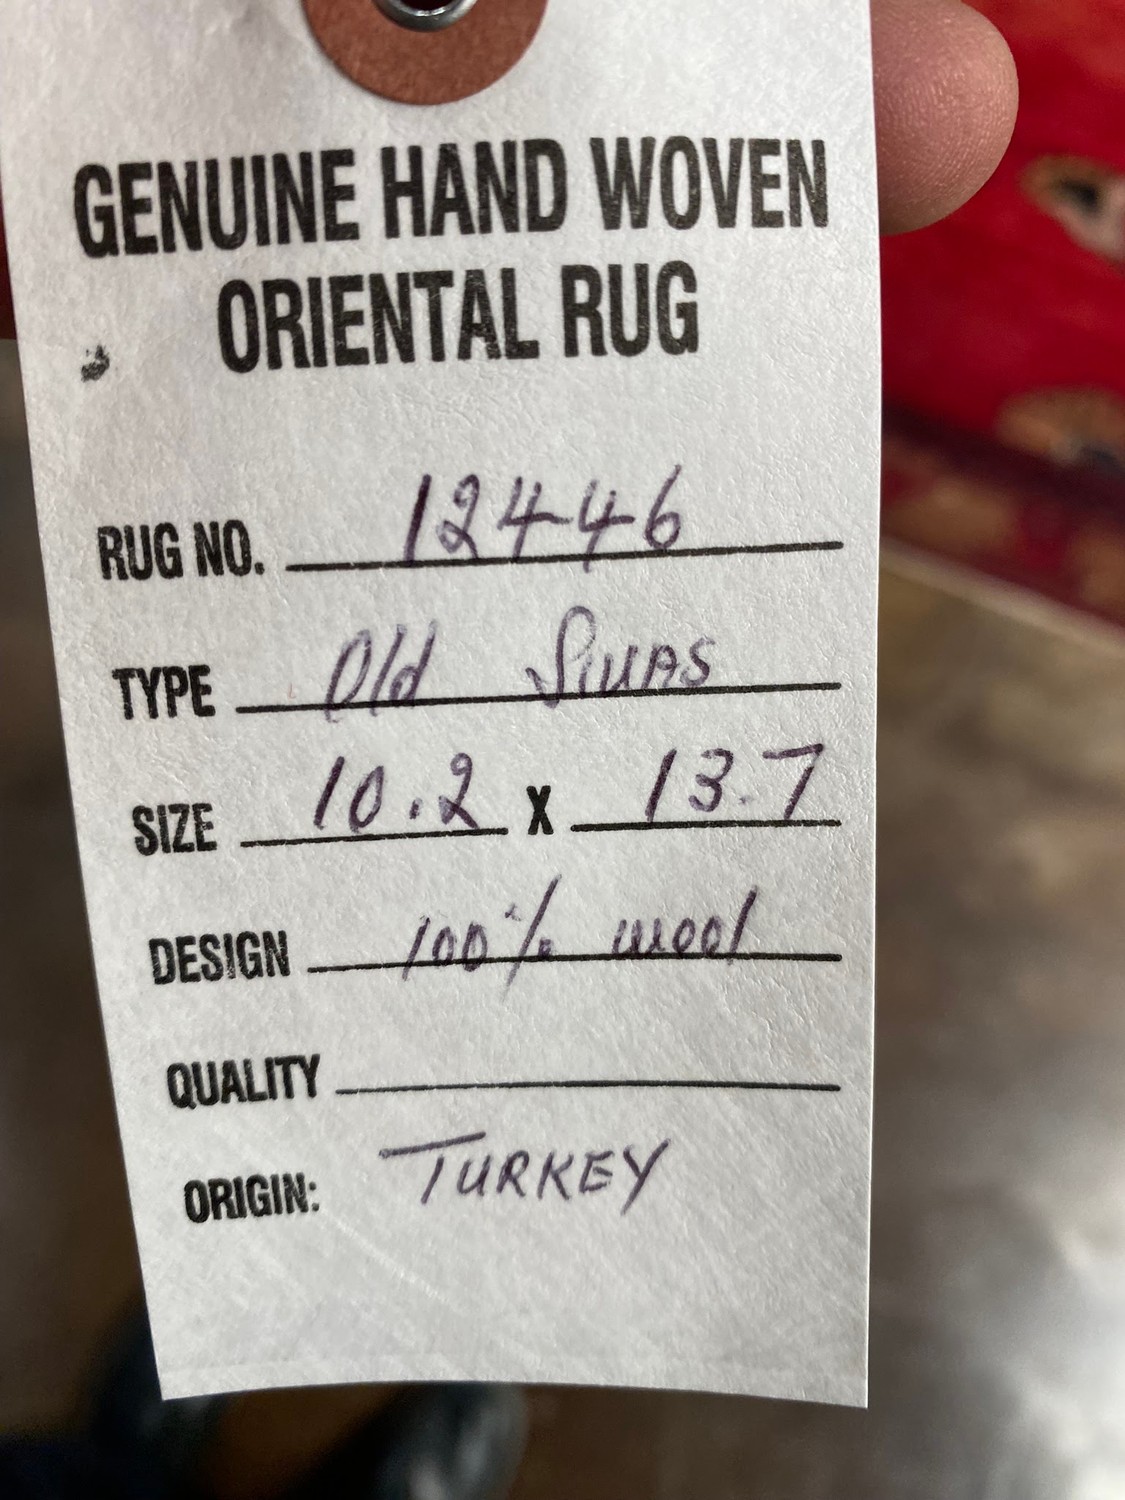 GENUINE HAND WOVEN
ORIENTAL RUG
RUG NO. 12446
TYPE Old SIVAS
SIZE 10.2 X 13.7
DESIGN 100% wool
QUALITY
ORIGIN: TURKEY